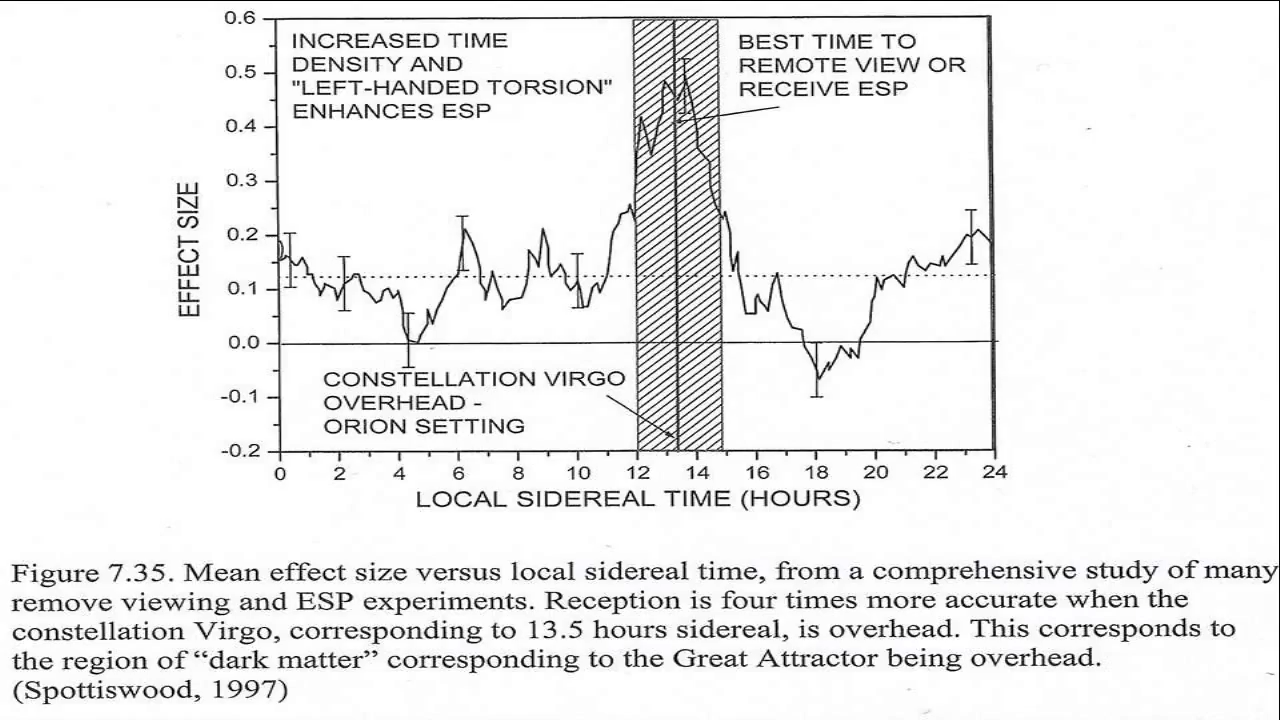 0.6
INCREASED TIME
DENSITY AND
"LEFT-HANDED TORSION"
ENHANCES ESP
BEST TIME TO
REMOTE VIEW OR
RECEIVE ESP
0.5
0.4
0.3
0.2
0.1
0.0
-0.1
-0.2
EFFECT SIZE
CONSTELLATION VIRGO
OVERHEAD -
ORION SETTING
0 2 4 6 8 10 12 14 16 18 20 22 24
LOCAL SIDEREAL TIME (HOURS)
Figure 7.35. Mean effect size versus local sidereal time, from a comprehensive study of many
remove viewing and ESP experiments. Reception is four times more accurate when the
constellation Virgo, corresponding to 13.5 hours sidereal, is overhead. This corresponds to
the region of “dark matter” corresponding to the Great Attractor being overhead.
(Spottiswood, 1997)